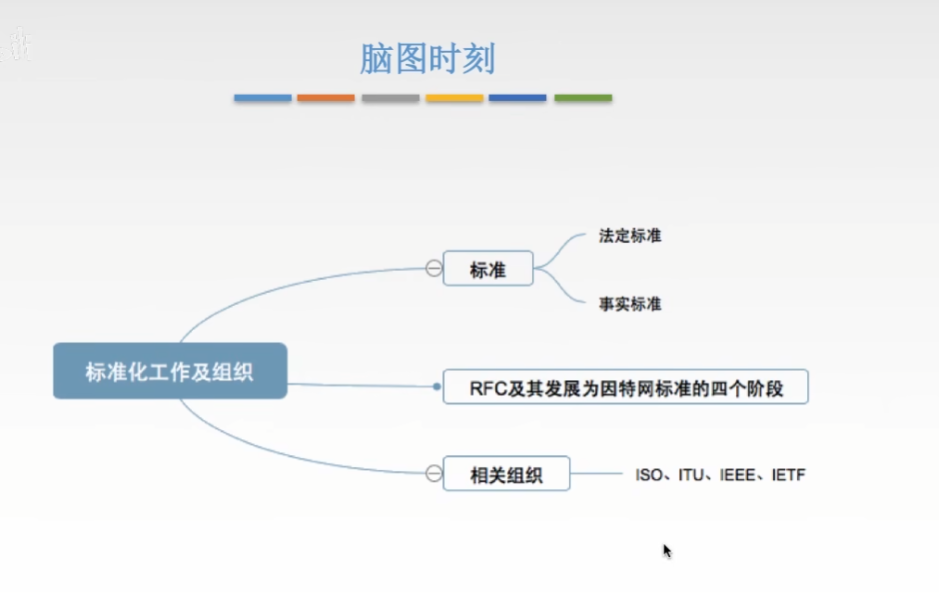 脑图时刻
法定标准
标准
事实标准
标准化工作及组织
RFC及其发展为因特网标准的四个阶段
相关组织
ISO、ITU、IEEE、IETF